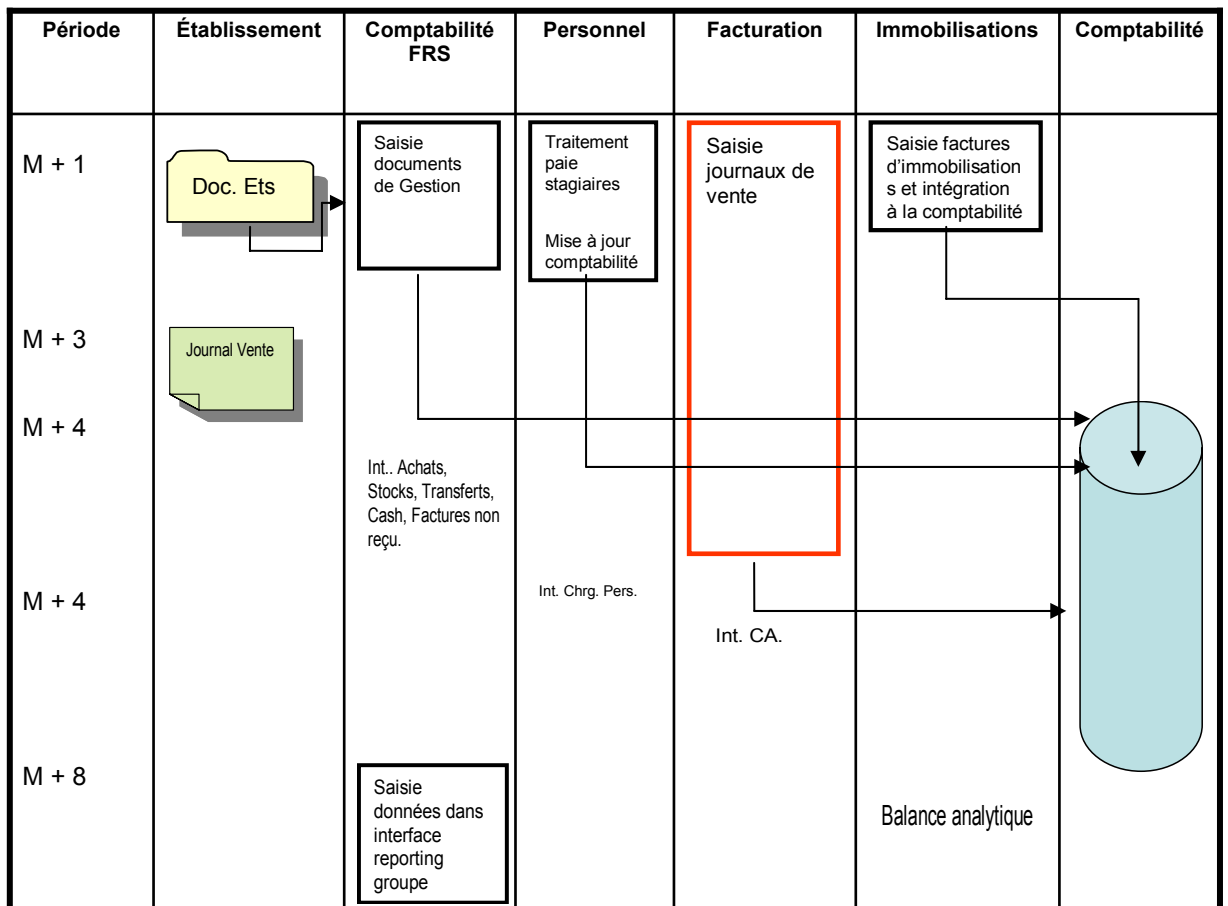 Période
Établissement
Comptabilité
FRS
Personnel
Facturation
Immobilisations
Comptabilité
M + 1
Doc. Ets
Saisie
documents
de Gestion
Traitement
paie
stagiaires
Mise à jour
comptabilité
Saisie
journaux de
vente
Saisie factures
d’immobilisation
s et intégration
à la comptabilité
M + 3
Journal Vente
M + 4
Int.. Achats,
Stocks, Transferts,
Cash, Factures non
reçu.
M + 4
Int. Chrg. Pers.
Int. CA.
M + 8
Saisie
données dans
interface
reporting
groupe
Balance analytique